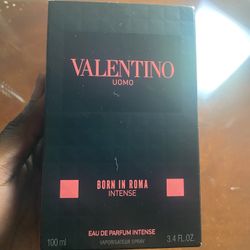 VALENTINO
UOMO
BORN IN ROMA
INTENSE
EAU DE PARFUM INTENSE
100 ml VAPORISATEUR SPRAY 3.4 FL. OZ